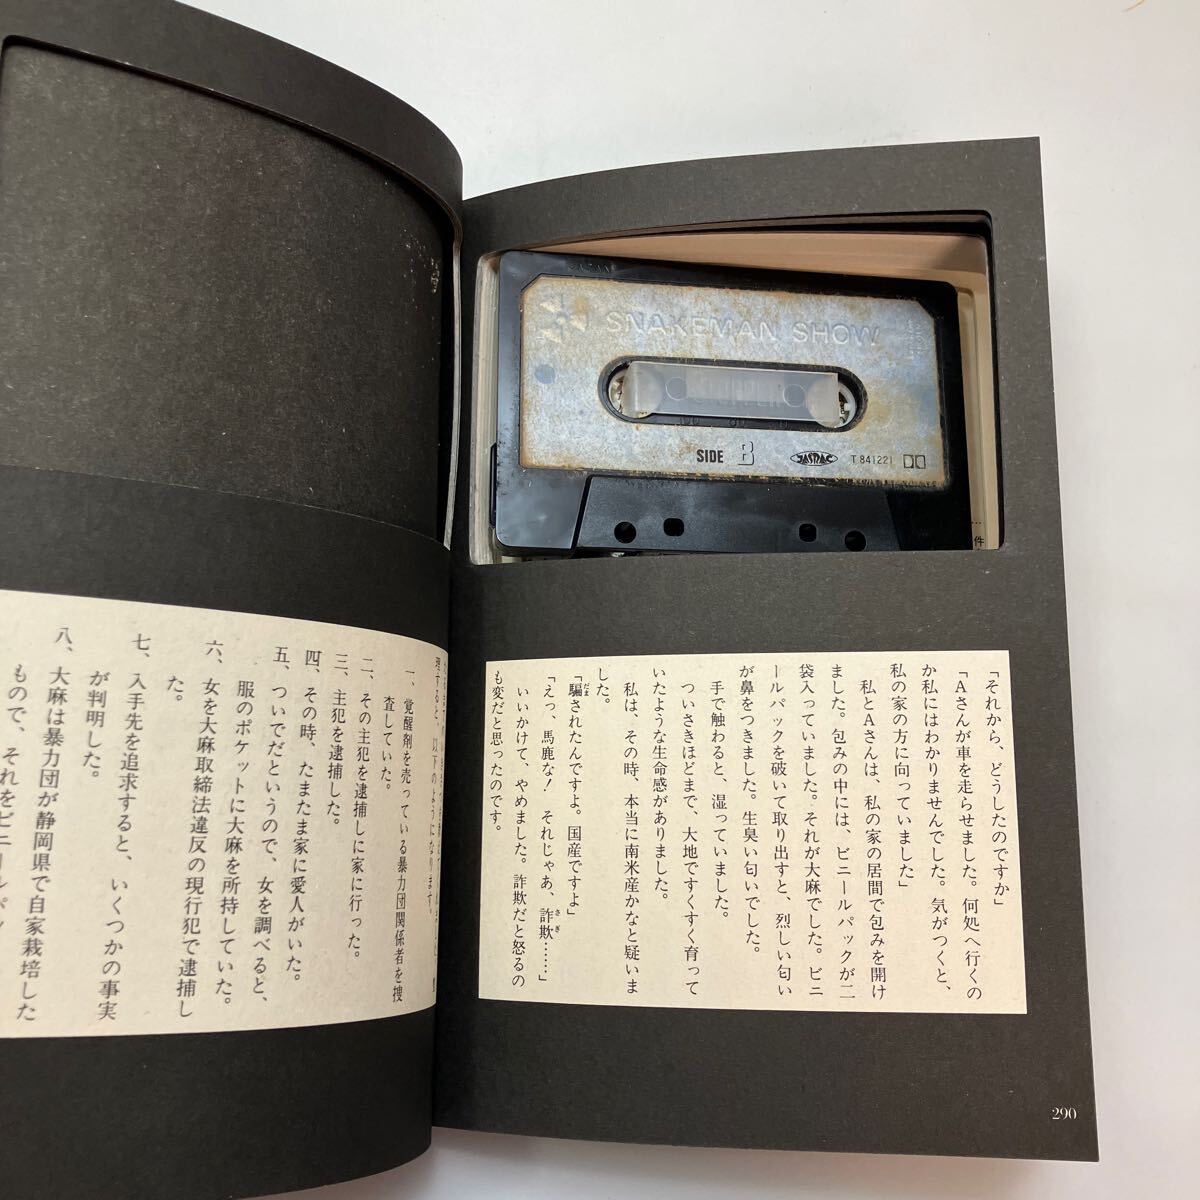 SNAKEMAN SHOW
100 50 0
SIDE B
JASRAC
T 841221
件
「それから、どうしたのですか」
「Aさんが車を走らせました。何処へ行くの
か私にはわかりませんでした。気がつくと、
私の家の方に向っていました」
私とAさんは、私の家の居間で包みを開け
ました。包みの中には、ビニールパックが二
袋入っていました。それが大麻でした。ビニ
ールパックを破いて取り出すと、烈しい匂い
が鼻をつきました。生臭い匂いでした。
手で触わると、湿っていました。
ついさきほどまで、大地ですくすく育って
いたような生命感がありました。
私は、その時、本当に南米産かなと疑いま
した。
「騙されたんですよ。国産ですよ」
「えっ、馬鹿な！　それじゃあ、詐欺……」
いいかけて、やめました。詐欺だと怒るの
も変だと思ったのです。
290
理すると、以下のようになります。
一、覚醒剤を売っている暴力団関係者を捜
査していた。
二、その主犯を逮捕しに家に行った。
三、主犯を逮捕した。
四、その時、たまたま家に愛人がいた。
五、ついでだというので、女を調べると、
服のポケットに大麻を所持していた。
六、女を大麻取締法違反の現行犯で逮捕し
た。
七、入手先を追求すると、いくつかの事実
が判明した。
八、大麻は暴力団が静岡県で自家栽培した
もので、それをビニールパッ